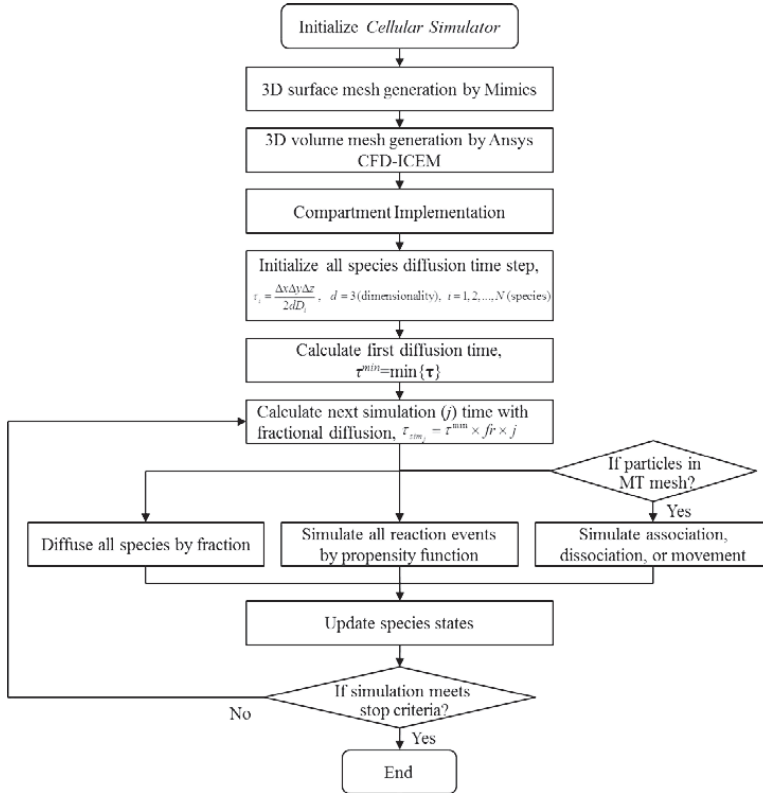 Initialize Cellular Simulator
3D surface mesh generation by Mimics
3D volume mesh generation by Ansys
CFD-ICEM
Compartment Implementation
Initialize all species diffusion time step,
τ_i = ΔxΔyΔz / 2dD_i , d = 3 (dimensionality), i = 1, 2, ..., N (species)
Calculate first diffusion time,
τ^min=min{τ}
Calculate next simulation (j) time with
fractional diffusion, τ_sim_j = τ^min × fr × j
If particles in
MT mesh?
Yes
Diffuse all species by fraction
Simulate all reaction events
by propensity function
Simulate association,
dissociation, or movement
Update species states
If simulation meets
stop criteria?
No
Yes
End